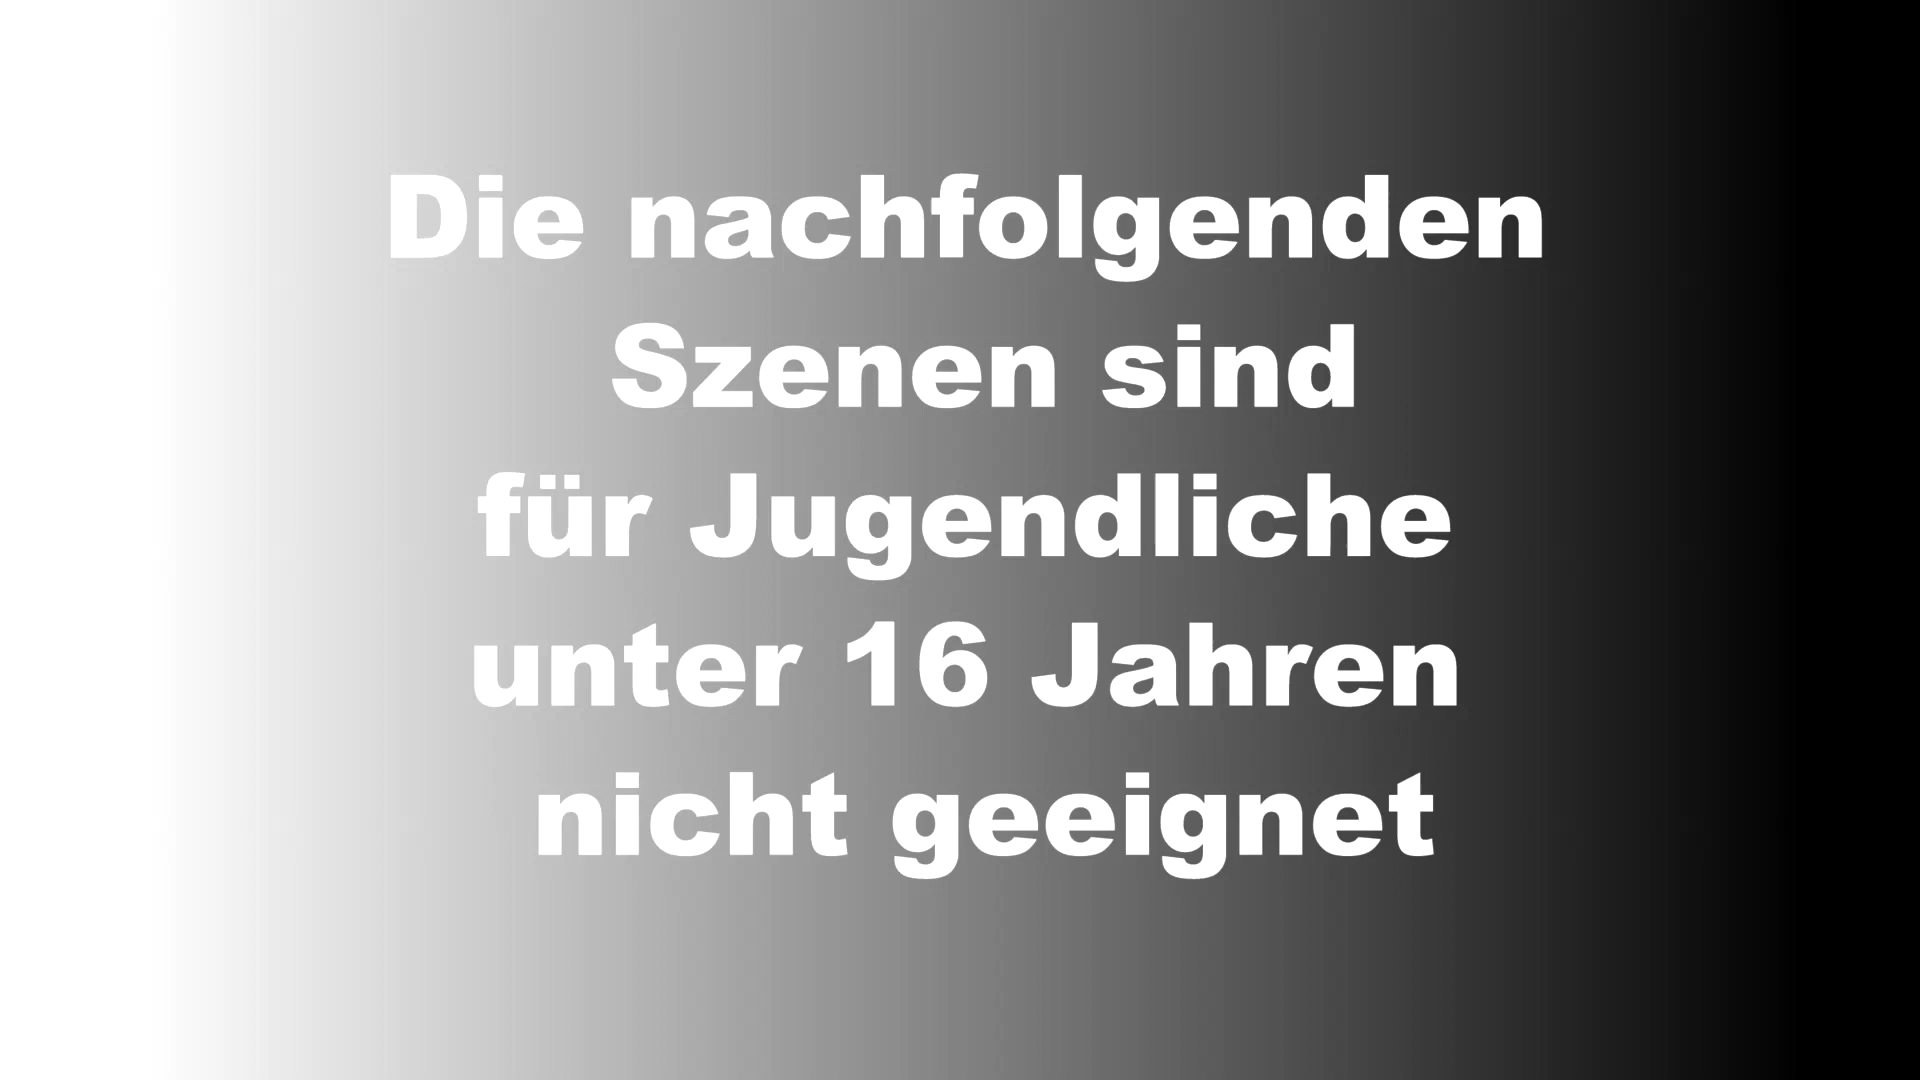 Die nachfolgenden
Szenen sind
für Jugendliche
unter 16 Jahren
nicht geeignet